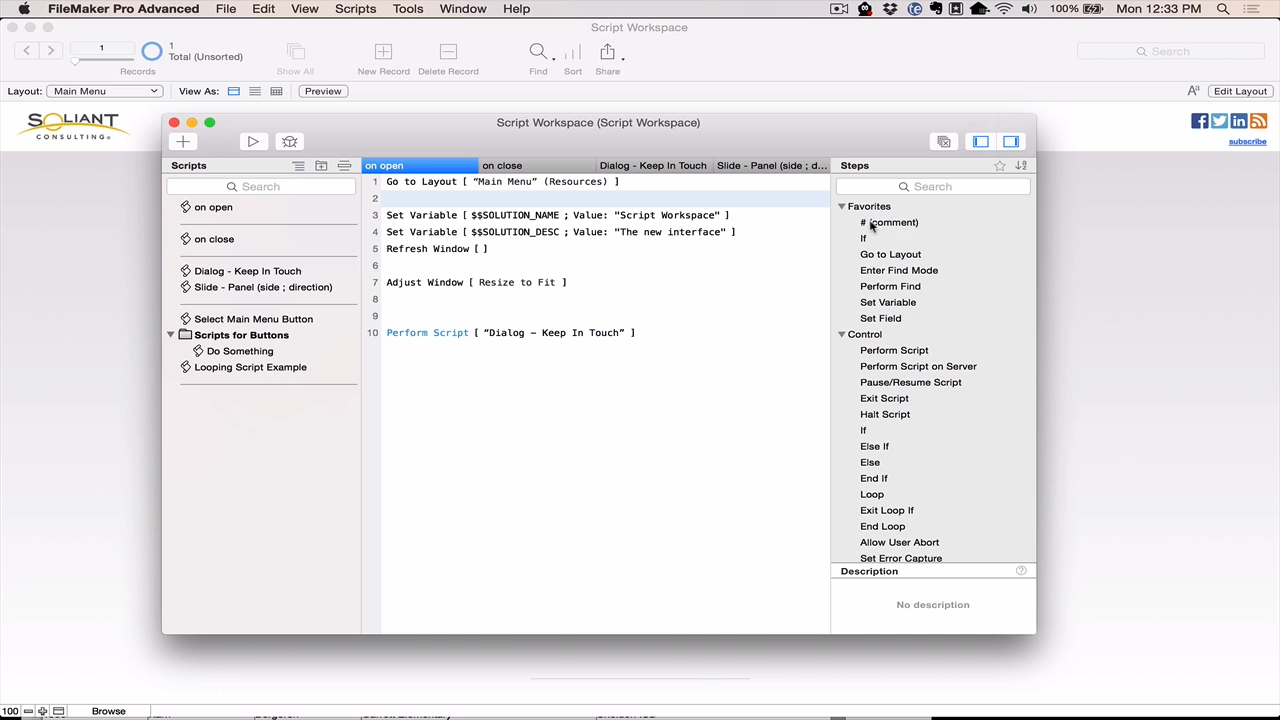 FileMaker Pro Advanced File Edit View Scripts Tools Window Help 100% Mon 12:33 PM
Script Workspace
1 1 Total (Unsorted) Search
Records Show All New Record Delete Record Find Sort Share
Layout: Main Menu View As: Preview Aª Edit Layout
SOLIANT
CONSULTING
subscribe
Script Workspace (Script Workspace)
Scripts on open on close Dialog - Keep In Touch Slide - Panel (side ; d... Steps
Search
on open
on close
Dialog - Keep In Touch
Slide - Panel (side ; direction)
Select Main Menu Button
Scripts for Buttons
Do Something
Looping Script Example
1 Go to Layout [ “Main Menu” (Resources) ]
2
3 Set Variable [ $$SOLUTION_NAME ; Value: "Script Workspace" ]
4 Set Variable [ $$SOLUTION_DESC ; Value: "The new interface" ]
5 Refresh Window [ ]
6
7 Adjust Window [ Resize to Fit ]
8
9
10 Perform Script [ “Dialog – Keep In Touch” ]
Search
Favorites
# (comment)
If
Go to Layout
Enter Find Mode
Perform Find
Set Variable
Set Field
Control
Perform Script
Perform Script on Server
Pause/Resume Script
Exit Script
Halt Script
If
Else If
Else
End If
Loop
Exit Loop If
End Loop
Allow User Abort
Set Error Capture
Description
No description
100 Browse